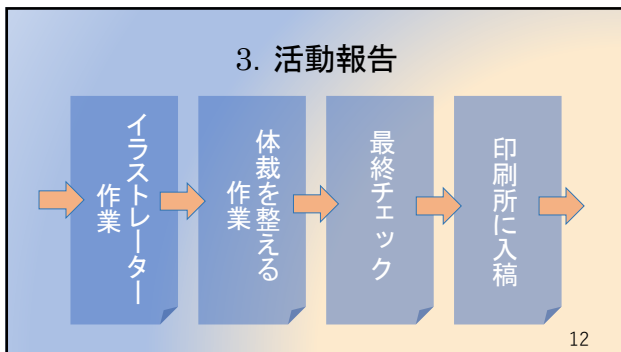 3. 活動報告
イラストレーター
作業
体裁を整える
作業
最終チェック
印刷所に入稿
12